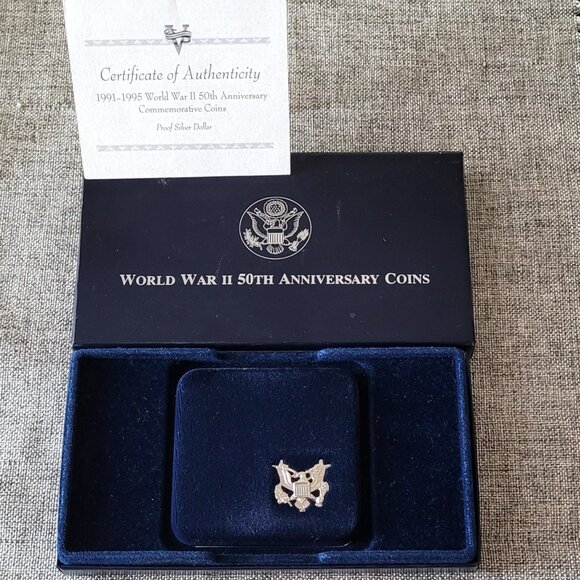 Certificate of Authenticity
1991-1995 World War II 50th Anniversary
Commemorative Coins
Proof Silver Dollar
WORLD WAR II 50TH ANNIVERSARY COINS